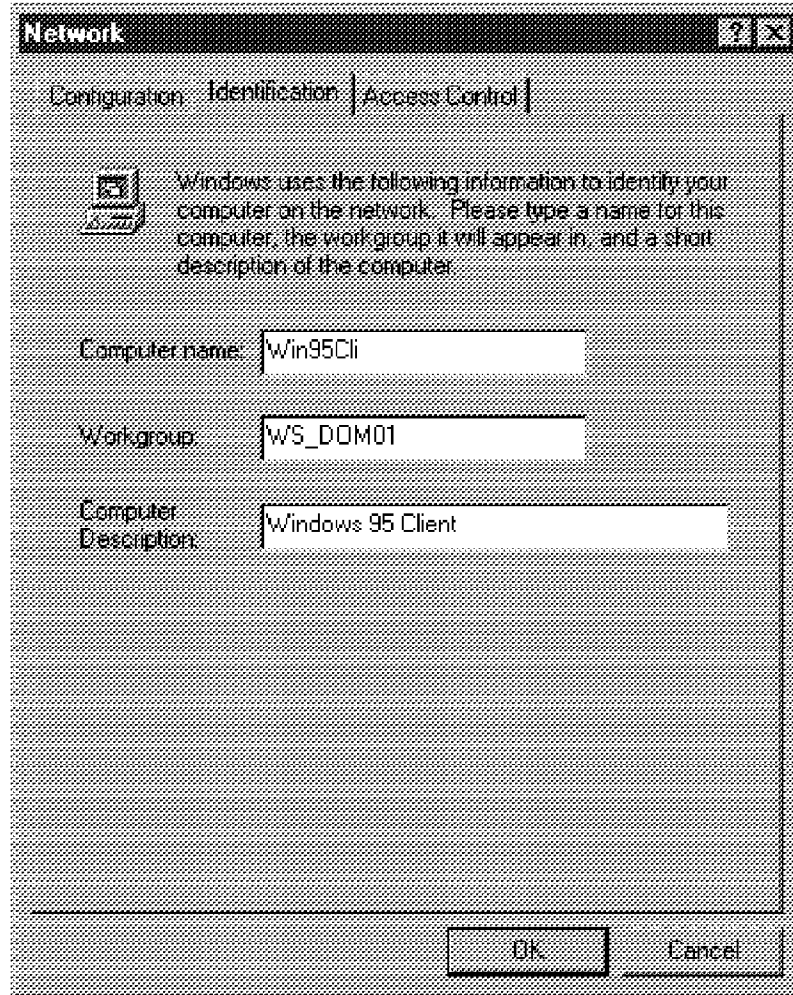 Network
Configuration Identification Access Control
Windows uses the following information to identify your
computer on the network. Please type a name for this
computer, the workgroup it will appear in, and a short
description of the computer.
Computer name: Win95Cli
Workgroup: WS_DOM01
Computer
Description: Windows 95 Client
OK Cancel